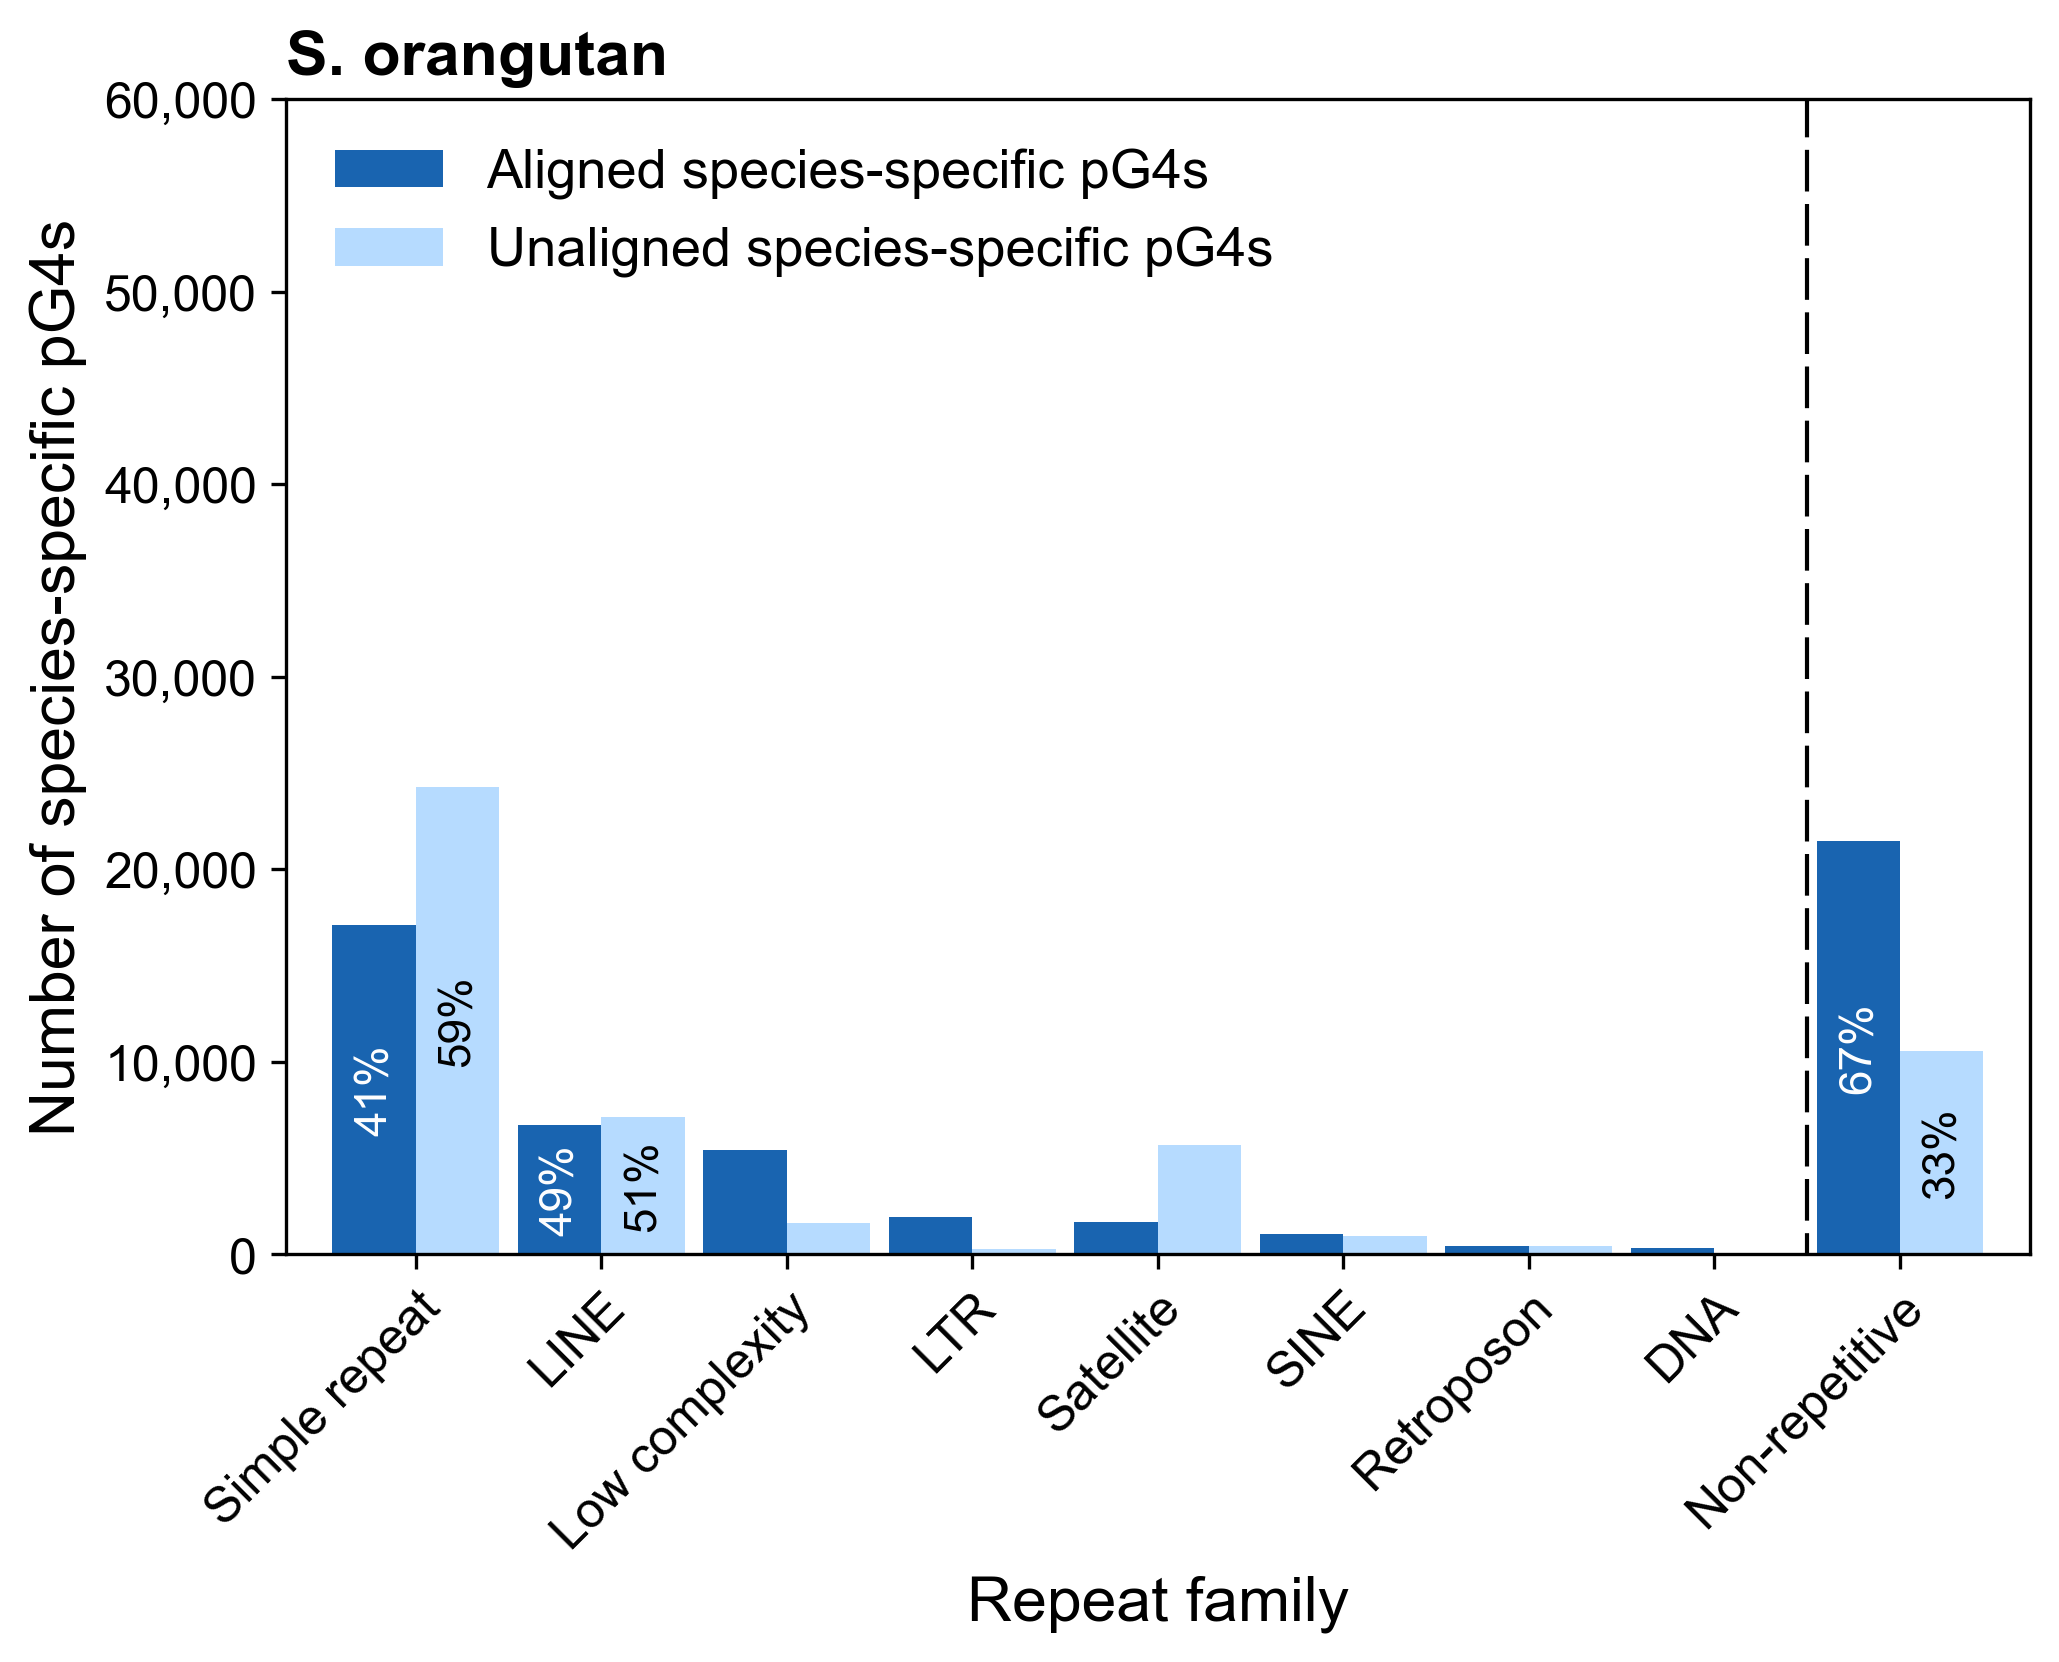 S. orangutan
60,000
50,000
40,000
30,000
20,000
10,000
0
Number of species-specific pG4s
Aligned species-specific pG4s
Unaligned species-specific pG4s
41%
59%
49%
51%
67%
33%
Simple repeat
LINE
Low complexity
LTR
Satellite
SINE
Retroposon
DNA
Non-repetitive
Repeat family